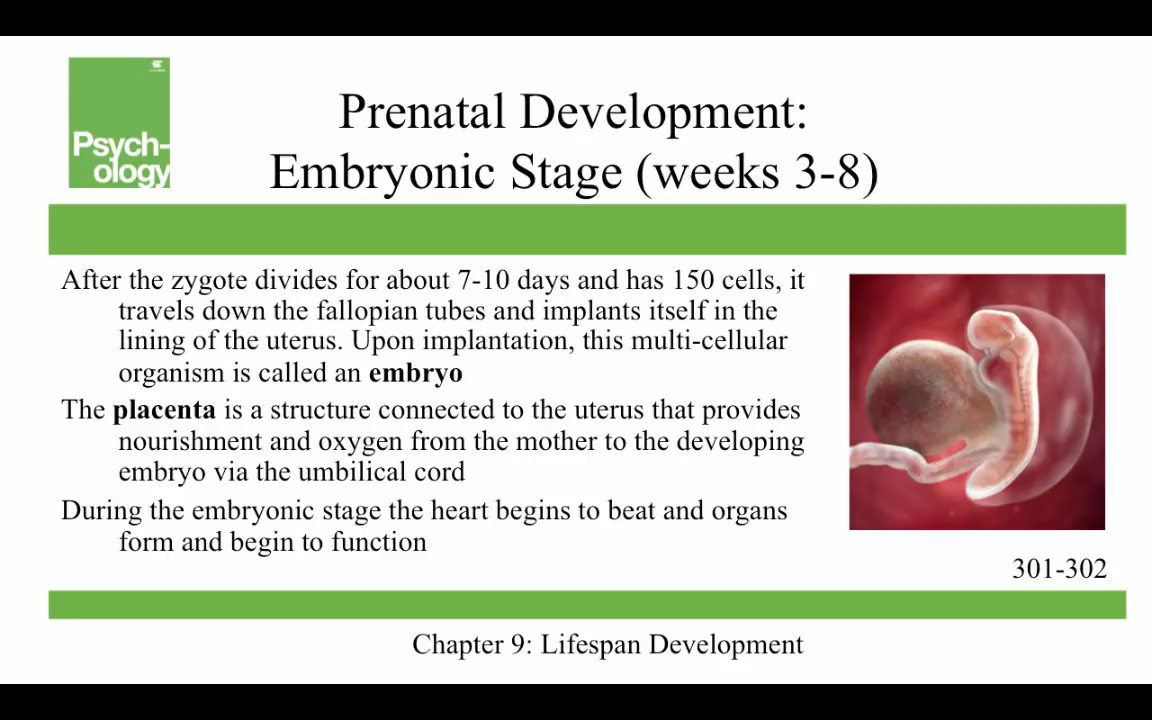 Psych-
ology
Prenatal Development:
Embryonic Stage (weeks 3-8)
After the zygote divides for about 7-10 days and has 150 cells, it
travels down the fallopian tubes and implants itself in the
lining of the uterus. Upon implantation, this multi-cellular
organism is called an embryo
The placenta is a structure connected to the uterus that provides
nourishment and oxygen from the mother to the developing
embryo via the umbilical cord
During the embryonic stage the heart begins to beat and organs
form and begin to function
301-302
Chapter 9: Lifespan Development